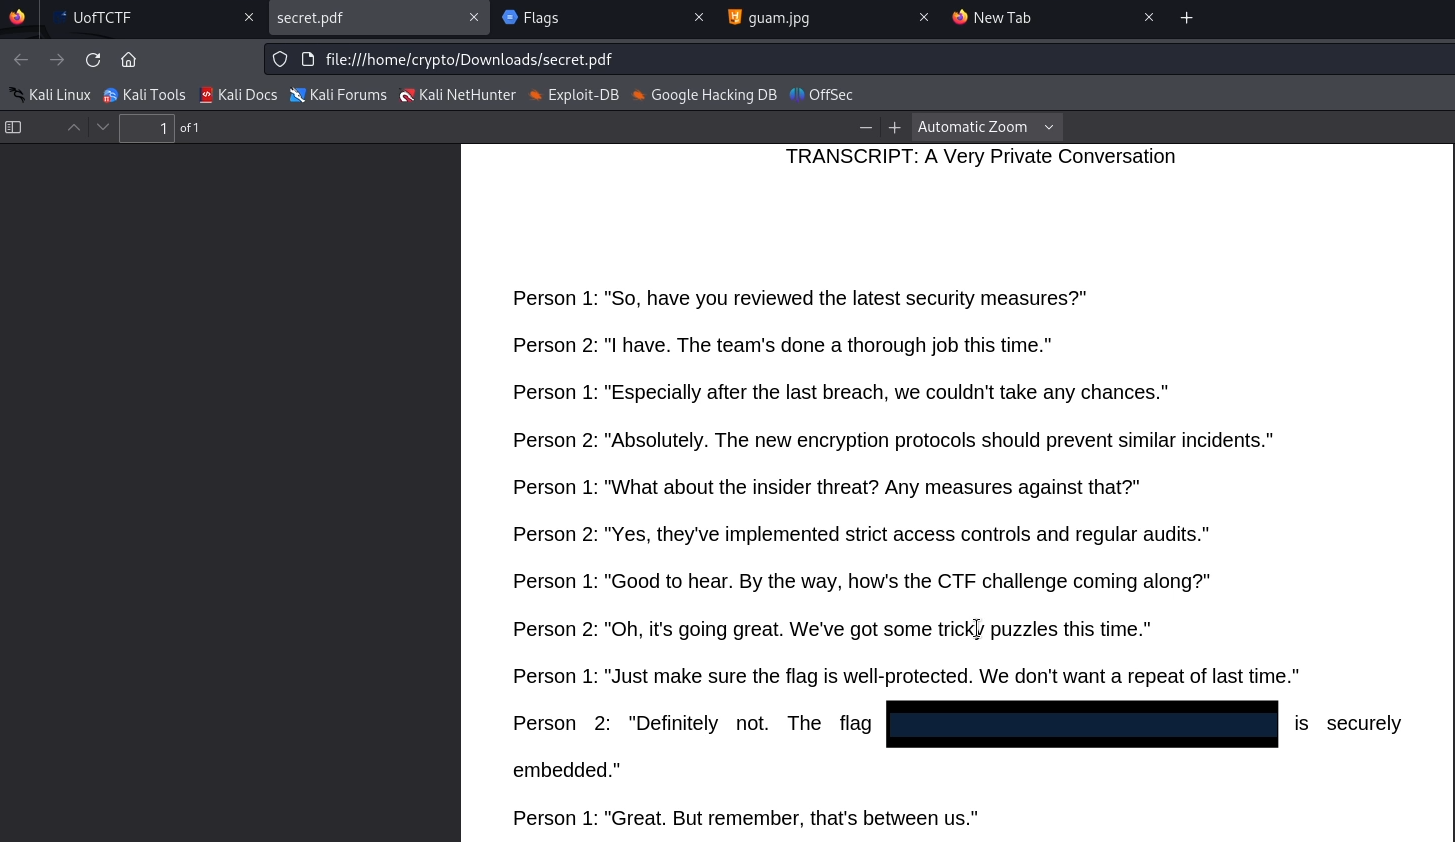 UofTCTF
secret.pdf
Flags
guam.jpg
New Tab
file:///home/crypto/Downloads/secret.pdf
Kali Linux Kali Tools Kali Docs Kali Forums Kali NetHunter Exploit-DB Google Hacking DB OffSec
1 of 1 Automatic Zoom
TRANSCRIPT: A Very Private Conversation
Person 1: "So, have you reviewed the latest security measures?"
Person 2: "I have. The team's done a thorough job this time."
Person 1: "Especially after the last breach, we couldn't take any chances."
Person 2: "Absolutely. The new encryption protocols should prevent similar incidents."
Person 1: "What about the insider threat? Any measures against that?"
Person 2: "Yes, they've implemented strict access controls and regular audits."
Person 1: "Good to hear. By the way, how's the CTF challenge coming along?"
Person 2: "Oh, it's going great. We've got some tricky puzzles this time."
Person 1: "Just make sure the flag is well-protected. We don't want a repeat of last time."
Person 2: "Definitely not. The flag is securely
embedded."
Person 1: "Great. But remember, that's between us."